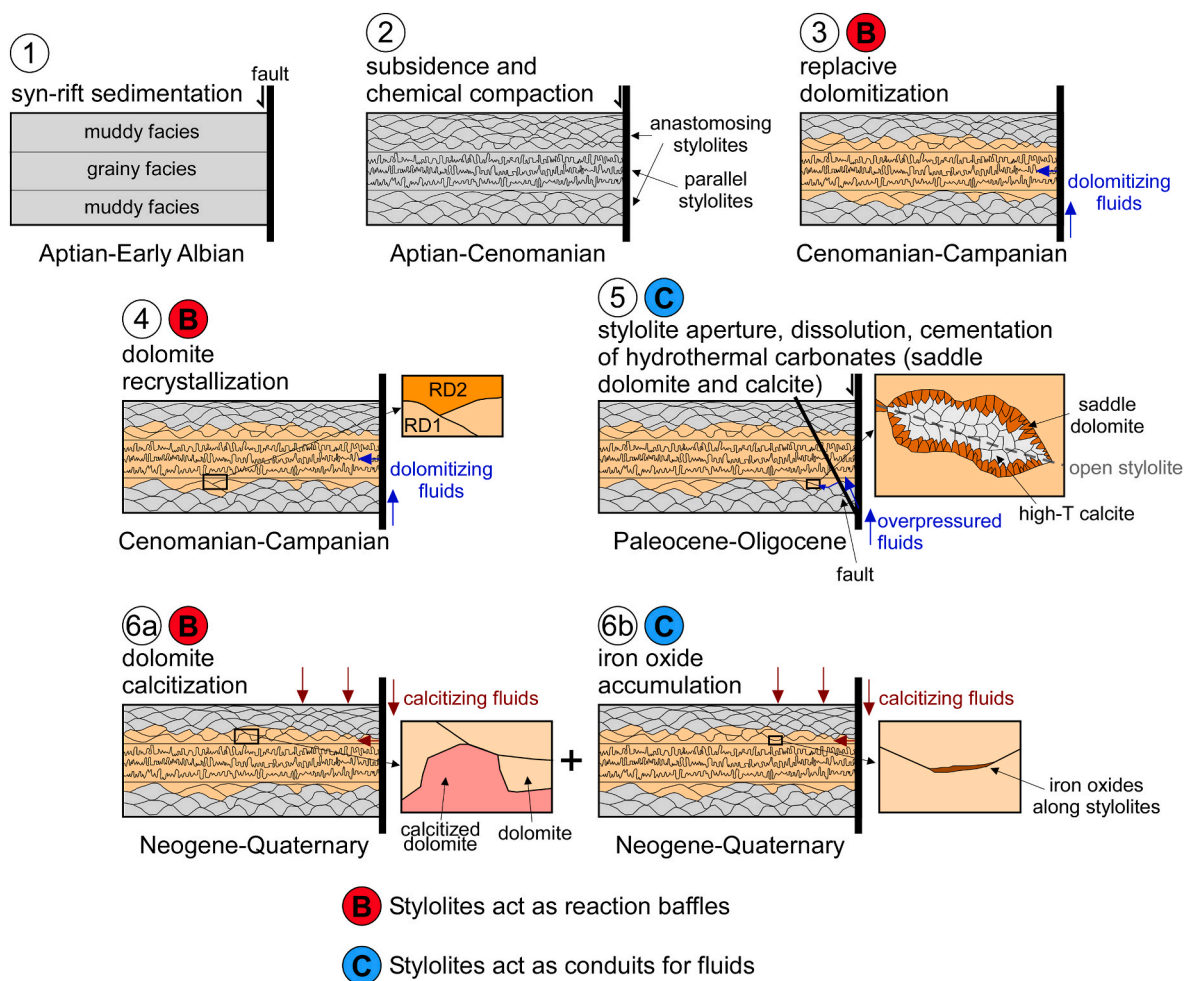 1
syn-rift sedimentation
fault
muddy facies
grainy facies
muddy facies
Aptian-Early Albian
2
subsidence and
chemical compaction
anastomosing
stylolites
parallel
stylolites
Aptian-Cenomanian
3 B
replacive
dolomitization
dolomitizing
fluids
Cenomanian-Campanian
4 B
dolomite
recrystallization
RD2
RD1
dolomitizing
fluids
Cenomanian-Campanian
5 C
stylolite aperture, dissolution, cementation
of hydrothermal carbonates (saddle
dolomite and calcite)
saddle
dolomite
open stylolite
high-T calcite
overpressured
fluids
Paleocene-Oligocene
fault
6a B
dolomite
calcitization
calcitizing fluids
calcitized
dolomite
dolomite
Neogene-Quaternary
+
6b C
iron oxide
accumulation
calcitizing fluids
iron oxides
along stylolites
Neogene-Quaternary
B Stylolites act as reaction baffles
C Stylolites act as conduits for fluids